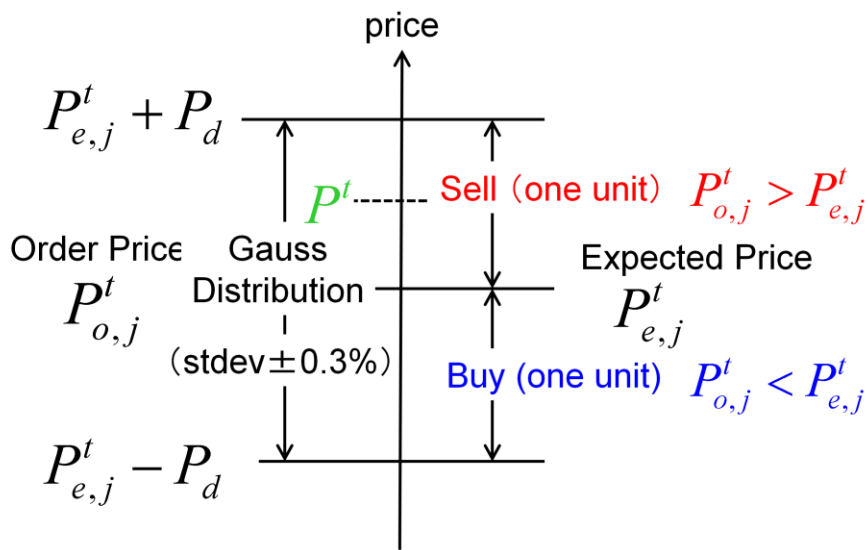 price
P^t_{e,j} + P_d
P^t
Sell （one unit） P^t_{o,j} > P^t_{e,j}
Order Price
P^t_{o,j}
Gauss
Distribution
（stdev±0.3%）
Expected Price
P^t_{e,j}
Buy (one unit) P^t_{o,j} < P^t_{e,j}
P^t_{e,j} − P_d